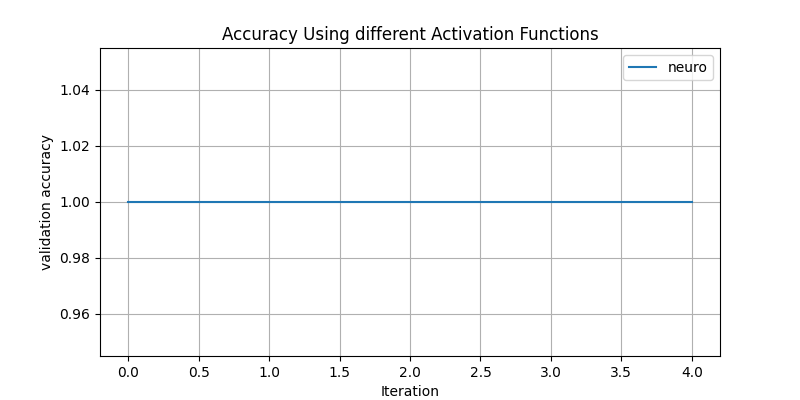 Accuracy Using different Activation Functions
neuro
validation accuracy
1.04
1.02
1.00
0.98
0.96
0.0 0.5 1.0 1.5 2.0 2.5 3.0 3.5 4.0
Iteration